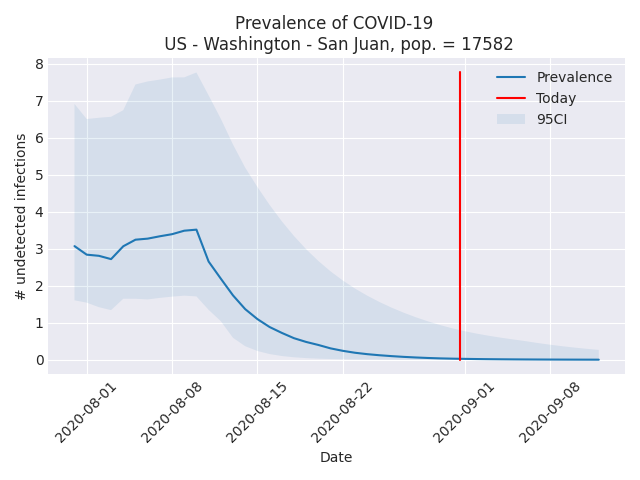 Prevalence of COVID-19
US - Washington - San Juan, pop. = 17582
8
7
6
5
4
3
2
1
0
# undetected infections
Prevalence
Today
95CI
2020-08-01
2020-08-08
2020-08-15
2020-08-22
2020-09-01
2020-09-08
Date